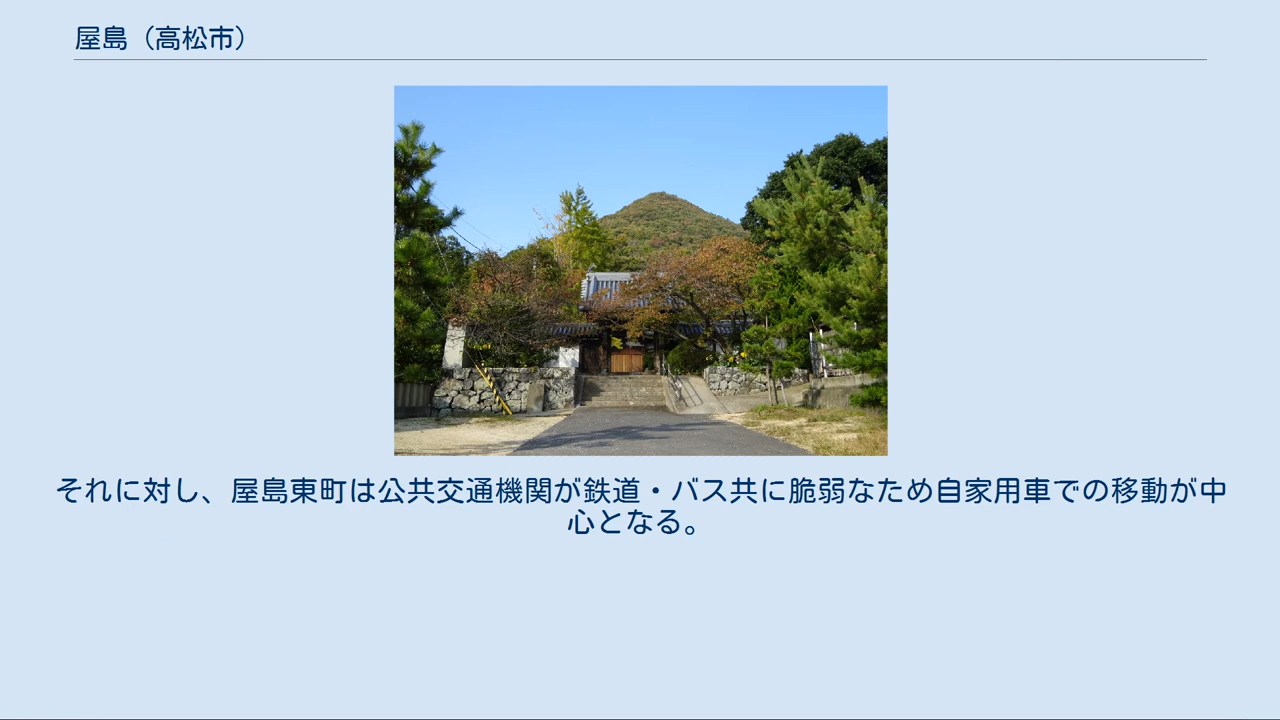 屋島（高松市）
それに対し、屋島東町は公共交通機関が鉄道・バス共に脆弱なため自家用車での移動が中
心となる。